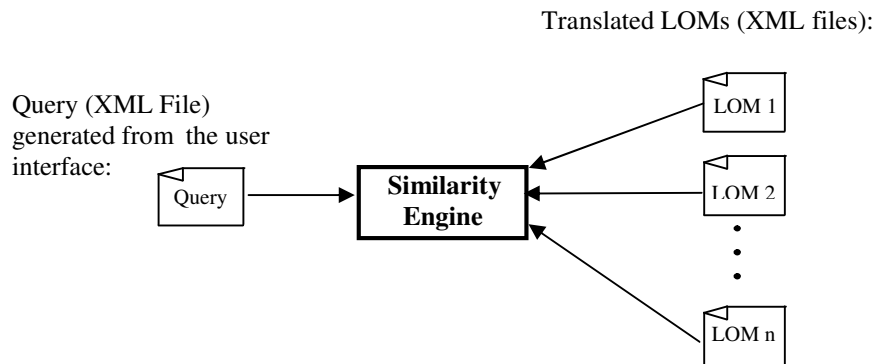 Translated LOMs (XML files):
Query (XML File)
generated from the user
interface:
Query
Similarity
Engine
LOM 1
LOM 2
LOM n